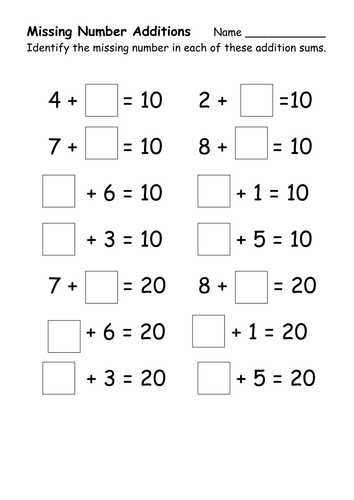 Missing Number Additions Name ____________
Identify the missing number in each of these addition sums.
4 + □ = 10 2 + □ =10
7 + □ = 10 8 + □ = 10
□ + 6 = 10 □ + 1 = 10
□ + 3 = 10 □ + 5 = 10
7 + □ = 20 8 + □ = 20
□ + 6 = 20 □ + 1 = 20
□ + 3 = 20 □ + 5 = 20